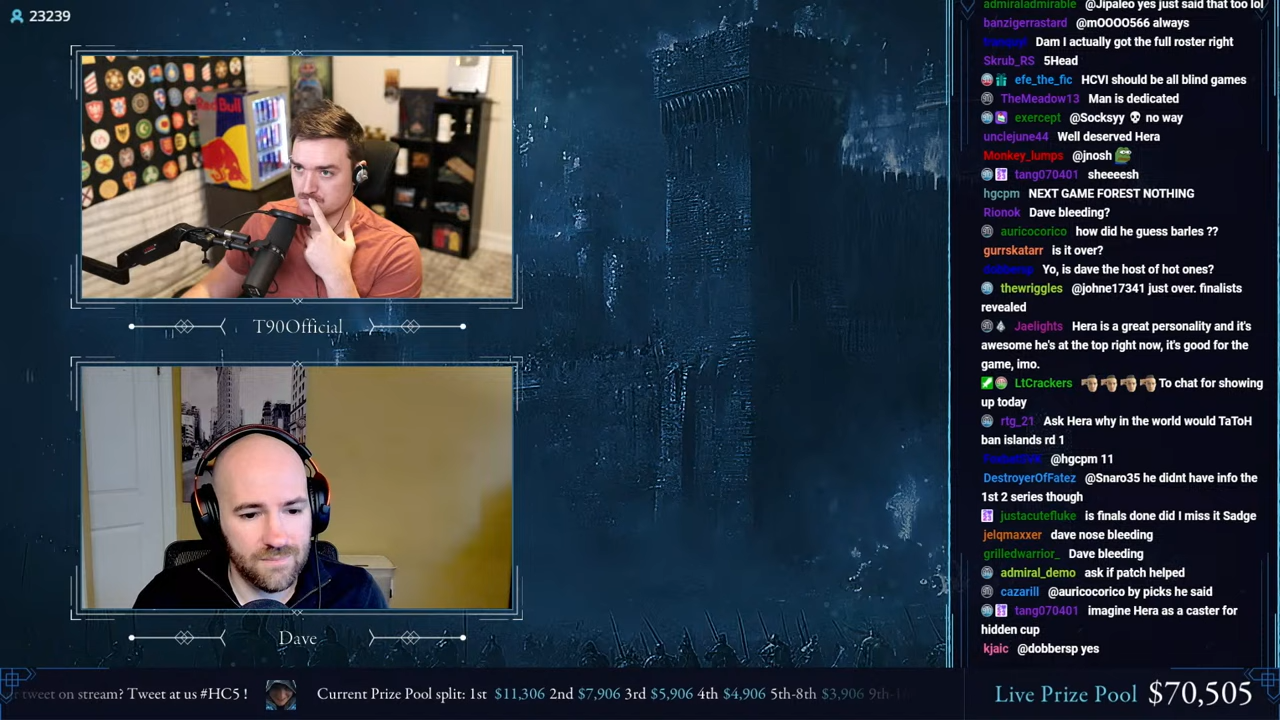 23239
Red Bull
T90Official
Dave
admiraladmirable @Jipaleo yes just said that too lol
banzigerrastard @mOOOO566 always
Dam I actually got the full roster right
Skrub_RS 5Head
efe_the_fic HCVI should be all blind games
TheMeadow13 Man is dedicated
exercept @Socksyy no way
unclejune44 Well deserved Hera
Monkey_lumps @jnosh
tang070401 sheeeesh
hgcpm NEXT GAME FOREST NOTHING
Rionok Dave bleeding?
auricocorico how did he guess barles ??
gurrskatarr is it over?
dobbersp Yo, is dave the host of hot ones?
thewriggles @johne17341 just over. finalists
revealed
Jaelights Hera is a great personality and it's
awesome he's at the top right now, it's good for the
game, imo.
LtCrackers To chat for showing
up today
rtg_21 Ask Hera why in the world would TaToH
ban islands rd 1
@hgcpm 11
DestroyerOfFatez @Snaro35 he didnt have info the
1st 2 series though
justacutefluke is finals done did I miss it Sadge
jelqmaxxer dave nose bleeding
grilledwarrior_ Dave bleeding
admiral_demo ask if patch helped
cazarill @auricocorico by picks he said
tang070401 imagine Hera as a caster for
hidden cup
kjaic @dobbersp yes
tweet on stream? Tweet at us #HC5 !
Current Prize Pool split: 1st $11,306 2nd $7,906 3rd $5,906 4th $4,906 5th-8th $3,906 9th-
Live Prize Pool $70,505